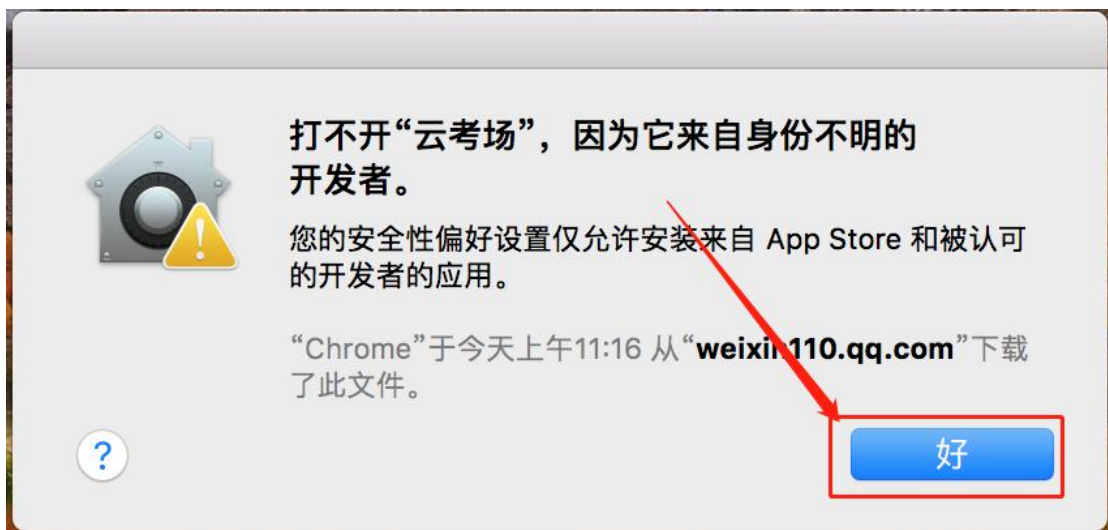 打不开“云考场”，因为它来自身份不明的
开发者。
您的安全性偏好设置仅允许安装来自 App Store 和被认可
的开发者的应用。
“Chrome”于今天上午11:16 从“weixin110.qq.com”下载
了此文件。
?
好